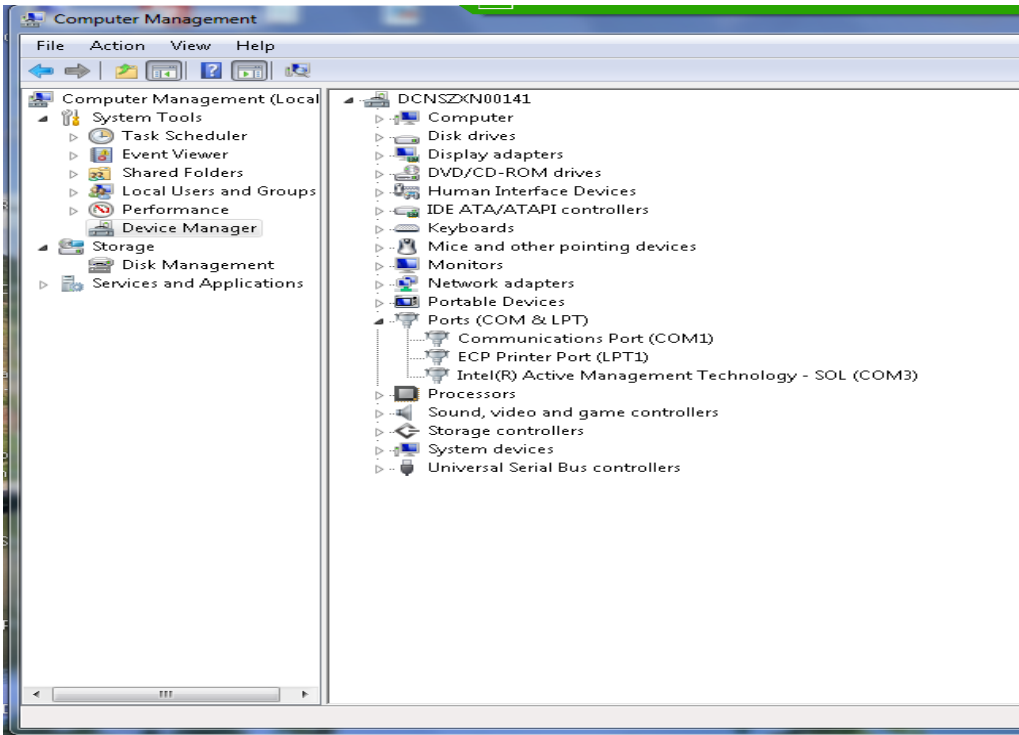 Computer Management
File Action View Help
Computer Management (Local
System Tools
Task Scheduler
Event Viewer
Shared Folders
Local Users and Groups
Performance
Device Manager
Storage
Disk Management
Services and Applications
DCNSZXN00141
Computer
Disk drives
Display adapters
DVD/CD-ROM drives
Human Interface Devices
IDE ATA/ATAPI controllers
Keyboards
Mice and other pointing devices
Monitors
Network adapters
Portable Devices
Ports (COM & LPT)
Communications Port (COM1)
ECP Printer Port (LPT1)
Intel(R) Active Management Technology - SOL (COM3)
Processors
Sound, video and game controllers
Storage controllers
System devices
Universal Serial Bus controllers